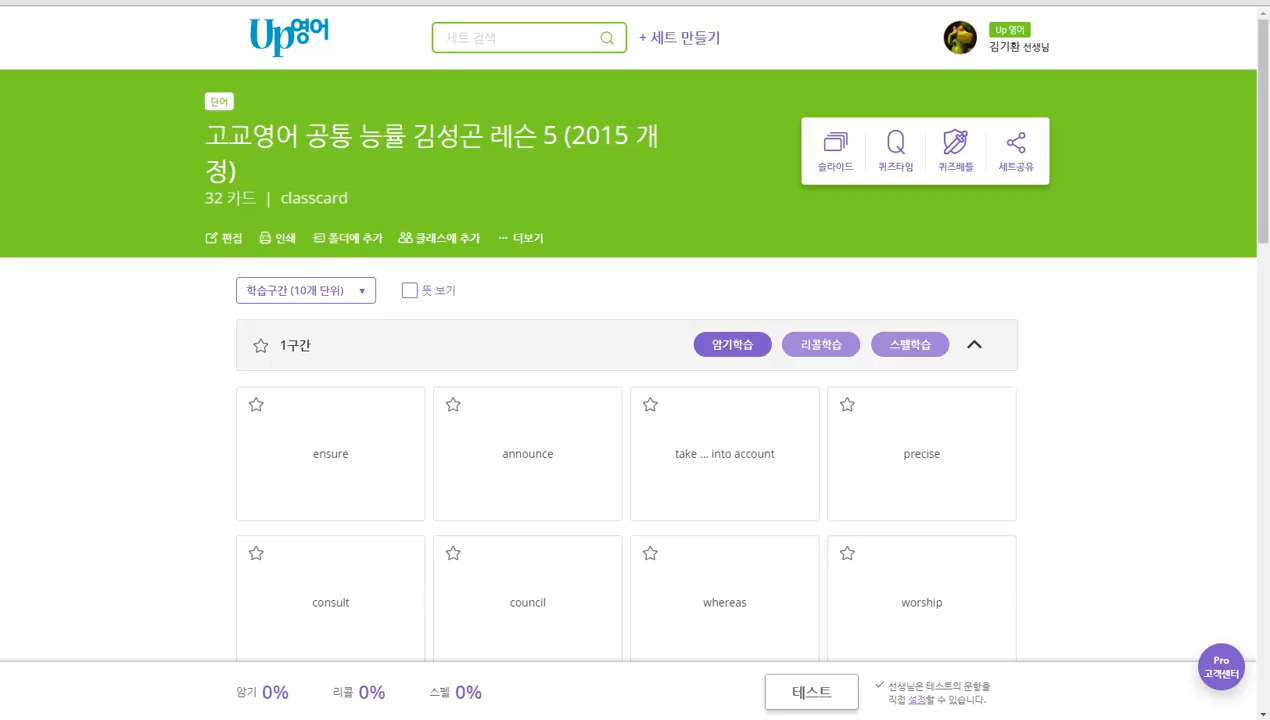 Up영어
세트 검색
+ 세트 만들기
Up 영어
김기환 선생님
단어
고교영어 공통 능률 김성곤 레슨 5 (2015 개
정)
32 카드 | classcard
슬라이드 퀴즈타임 퀴즈배틀 세트공유
편집 인쇄 폴더에 추가 클래스에 추가 ··· 더보기
학습구간 (10개 단위) ▼ 뜻 보기
1구간 암기학습 리콜학습 스펠학습
ensure announce take ... into account precise
consult council whereas worship
Pro
고객센터
암기 0% 리콜 0% 스펠 0% 테스트
선생님은 테스트의 문항을
직접 설정할 수 있습니다.